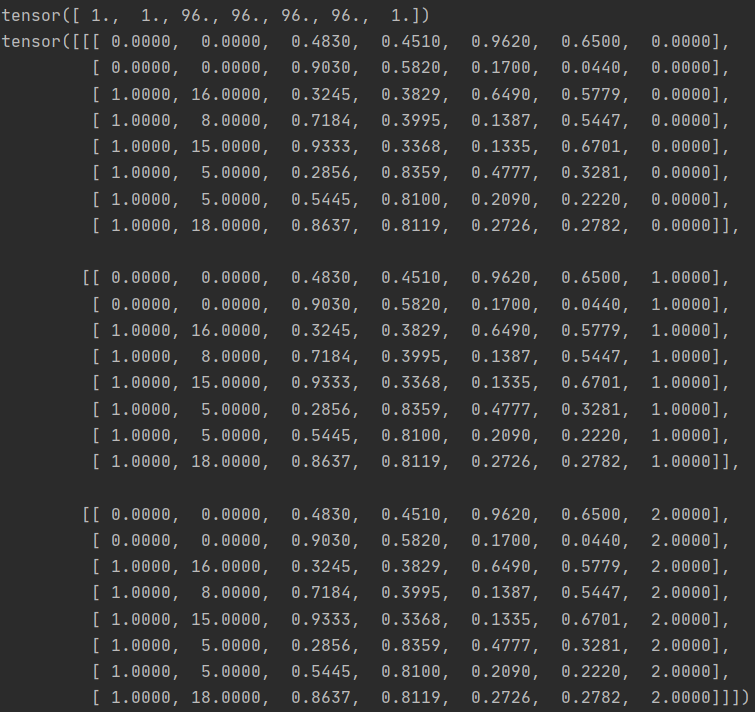 tensor([ 1.,  1., 96., 96., 96., 96.,  1.])
tensor([[[ 0.0000,  0.0000,  0.4830,  0.4510,  0.9620,  0.6500,  0.0000],
         [ 0.0000,  0.0000,  0.9030,  0.5820,  0.1700,  0.0440,  0.0000],
         [ 1.0000, 16.0000,  0.3245,  0.3829,  0.6490,  0.5779,  0.0000],
         [ 1.0000,  8.0000,  0.7184,  0.3995,  0.1387,  0.5447,  0.0000],
         [ 1.0000, 15.0000,  0.9333,  0.3368,  0.1335,  0.6701,  0.0000],
         [ 1.0000,  5.0000,  0.2856,  0.8359,  0.4777,  0.3281,  0.0000],
         [ 1.0000,  5.0000,  0.5445,  0.8100,  0.2090,  0.2220,  0.0000],
         [ 1.0000, 18.0000,  0.8637,  0.8119,  0.2726,  0.2782,  0.0000]],

        [[ 0.0000,  0.0000,  0.4830,  0.4510,  0.9620,  0.6500,  1.0000],
         [ 0.0000,  0.0000,  0.9030,  0.5820,  0.1700,  0.0440,  1.0000],
         [ 1.0000, 16.0000,  0.3245,  0.3829,  0.6490,  0.5779,  1.0000],
         [ 1.0000,  8.0000,  0.7184,  0.3995,  0.1387,  0.5447,  1.0000],
         [ 1.0000, 15.0000,  0.9333,  0.3368,  0.1335,  0.6701,  1.0000],
         [ 1.0000,  5.0000,  0.2856,  0.8359,  0.4777,  0.3281,  1.0000],
         [ 1.0000,  5.0000,  0.5445,  0.8100,  0.2090,  0.2220,  1.0000],
         [ 1.0000, 18.0000,  0.8637,  0.8119,  0.2726,  0.2782,  1.0000]],

        [[ 0.0000,  0.0000,  0.4830,  0.4510,  0.9620,  0.6500,  2.0000],
         [ 0.0000,  0.0000,  0.9030,  0.5820,  0.1700,  0.0440,  2.0000],
         [ 1.0000, 16.0000,  0.3245,  0.3829,  0.6490,  0.5779,  2.0000],
         [ 1.0000,  8.0000,  0.7184,  0.3995,  0.1387,  0.5447,  2.0000],
         [ 1.0000, 15.0000,  0.9333,  0.3368,  0.1335,  0.6701,  2.0000],
         [ 1.0000,  5.0000,  0.2856,  0.8359,  0.4777,  0.3281,  2.0000],
         [ 1.0000,  5.0000,  0.5445,  0.8100,  0.2090,  0.2220,  2.0000],
         [ 1.0000, 18.0000,  0.8637,  0.8119,  0.2726,  0.2782,  2.0000]]])